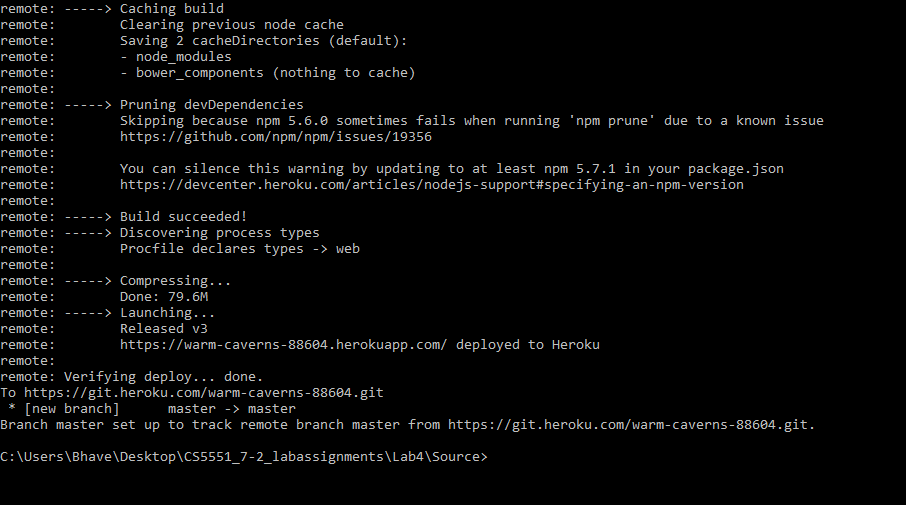 remote: -----> Caching build
remote:        Clearing previous node cache
remote:        Saving 2 cacheDirectories (default):
remote:        - node_modules
remote:        - bower_components (nothing to cache)
remote:
remote: -----> Pruning devDependencies
remote:        Skipping because npm 5.6.0 sometimes fails when running 'npm prune' due to a known issue
remote:        https://github.com/npm/npm/issues/19356
remote:
remote:        You can silence this warning by updating to at least npm 5.7.1 in your package.json
remote:        https://devcenter.heroku.com/articles/nodejs-support#specifying-an-npm-version
remote:
remote: -----> Build succeeded!
remote: -----> Discovering process types
remote:        Procfile declares types -> web
remote:
remote: -----> Compressing...
remote:        Done: 79.6M
remote: -----> Launching...
remote:        Released v3
remote:        https://warm-caverns-88604.herokuapp.com/ deployed to Heroku
remote:
remote: Verifying deploy... done.
To https://git.heroku.com/warm-caverns-88604.git
 * [new branch]      master -> master
Branch master set up to track remote branch master from https://git.heroku.com/warm-caverns-88604.git.
C:\Users\Bhave\Desktop\CS5551_7-2_labassignments\Lab4\Source>